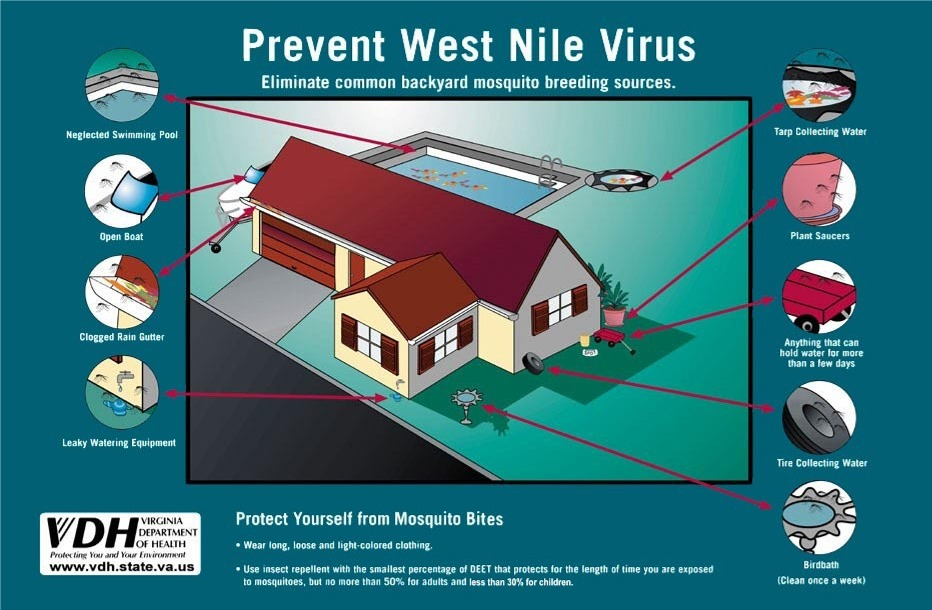 Prevent West Nile Virus
Eliminate common backyard mosquito breeding sources.
Neglected Swimming Pool
Open Boat
Clogged Rain Gutter
Leaky Watering Equipment
Tarp Collecting Water
Plant Saucers
Anything that can
hold water for more
than a few days
Tire Collecting Water
Birdbath
(Clean once a week)
SPOT
VDH VIRGINIA
DEPARTMENT
OF HEALTH
Protecting You and Your Environment
www.vdh.state.va.us
Protect Yourself from Mosquito Bites
• Wear long, loose and light-colored clothing.
• Use insect repellent with the smallest percentage of DEET that protects for the length of time you are exposed
to mosquitoes, but no more than 50% for adults and less than 30% for children.